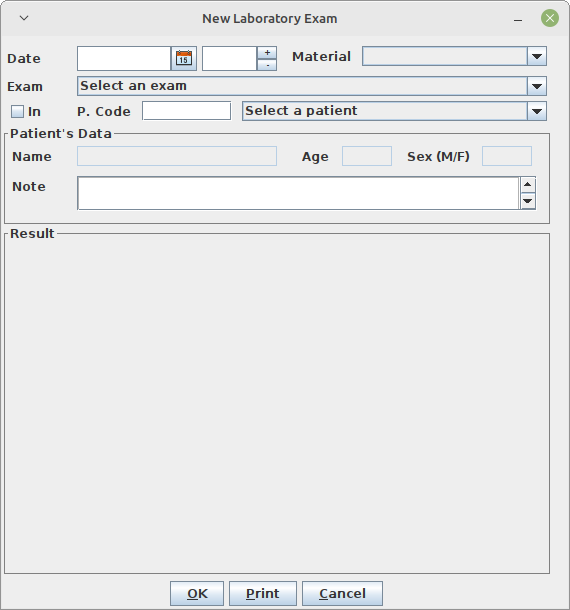 New Laboratory Exam
Date 15 + - Material
Exam Select an exam
In P. Code Select a patient
Patient's Data
Name Age Sex (M/F)
Note
Result
OK Print Cancel